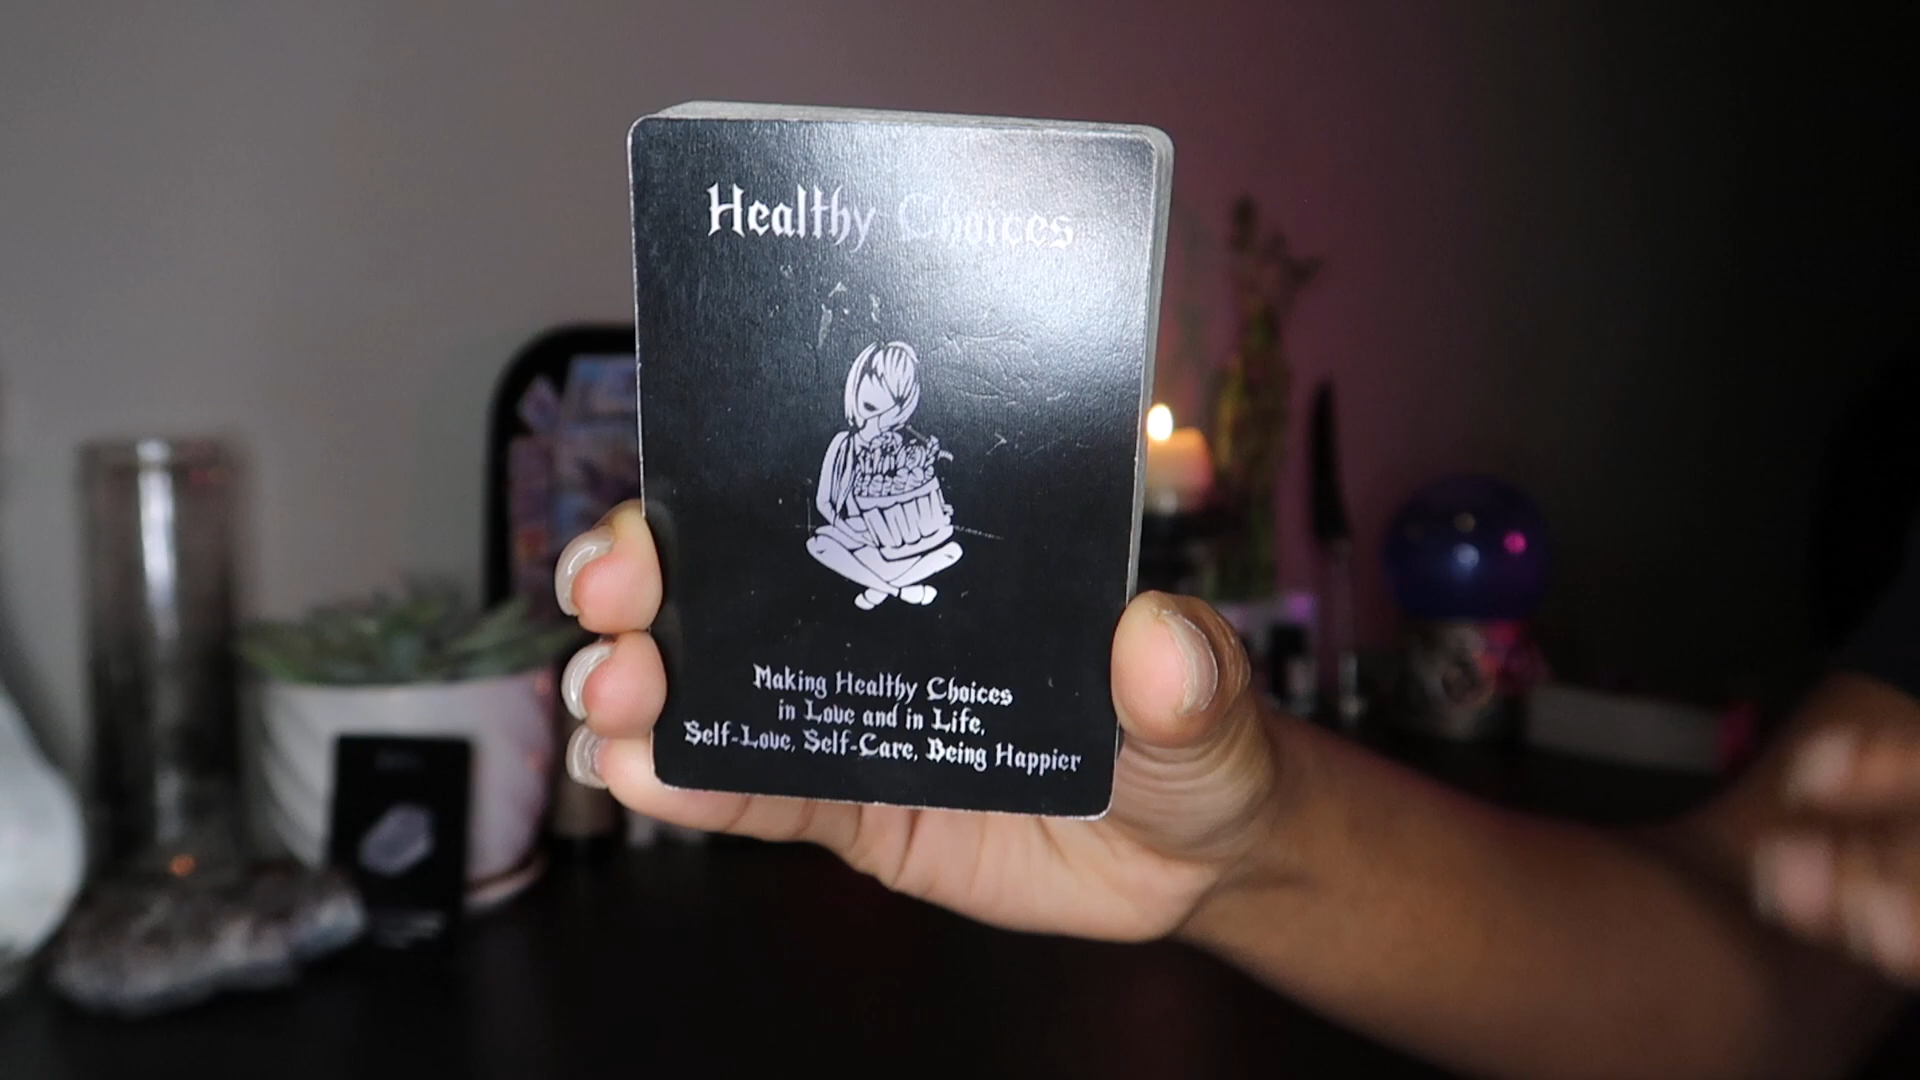 Healthy Choices
Making Healthy Choices
in Love and in Life,
Self-Love, Self-Care, Being Happier